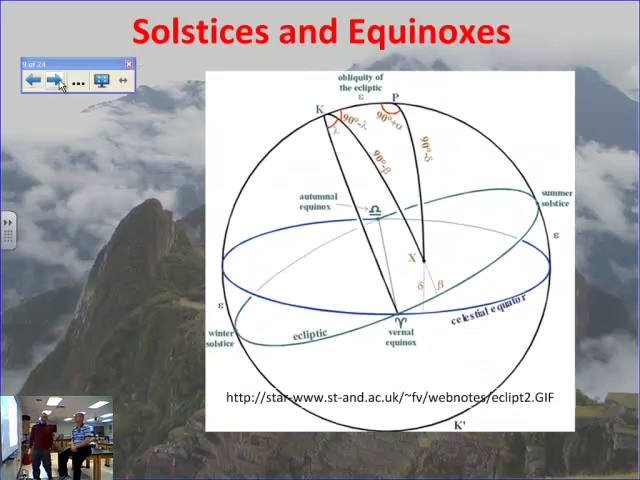 Solstices and Equinoxes
9 of 24
obliquity of
the ecliptic
ε
K
P
90°-λ
90°+α
λ
90°-β
90°-δ
autumnal
equinox
♎
summer
solstice
ε
X
δ
β
ε
winter
solstice
ecliptic
♈
vernal
equinox
celestial equator
http://star-www.st-and.ac.uk/~fv/webnotes/eclipt2.GIF
K'